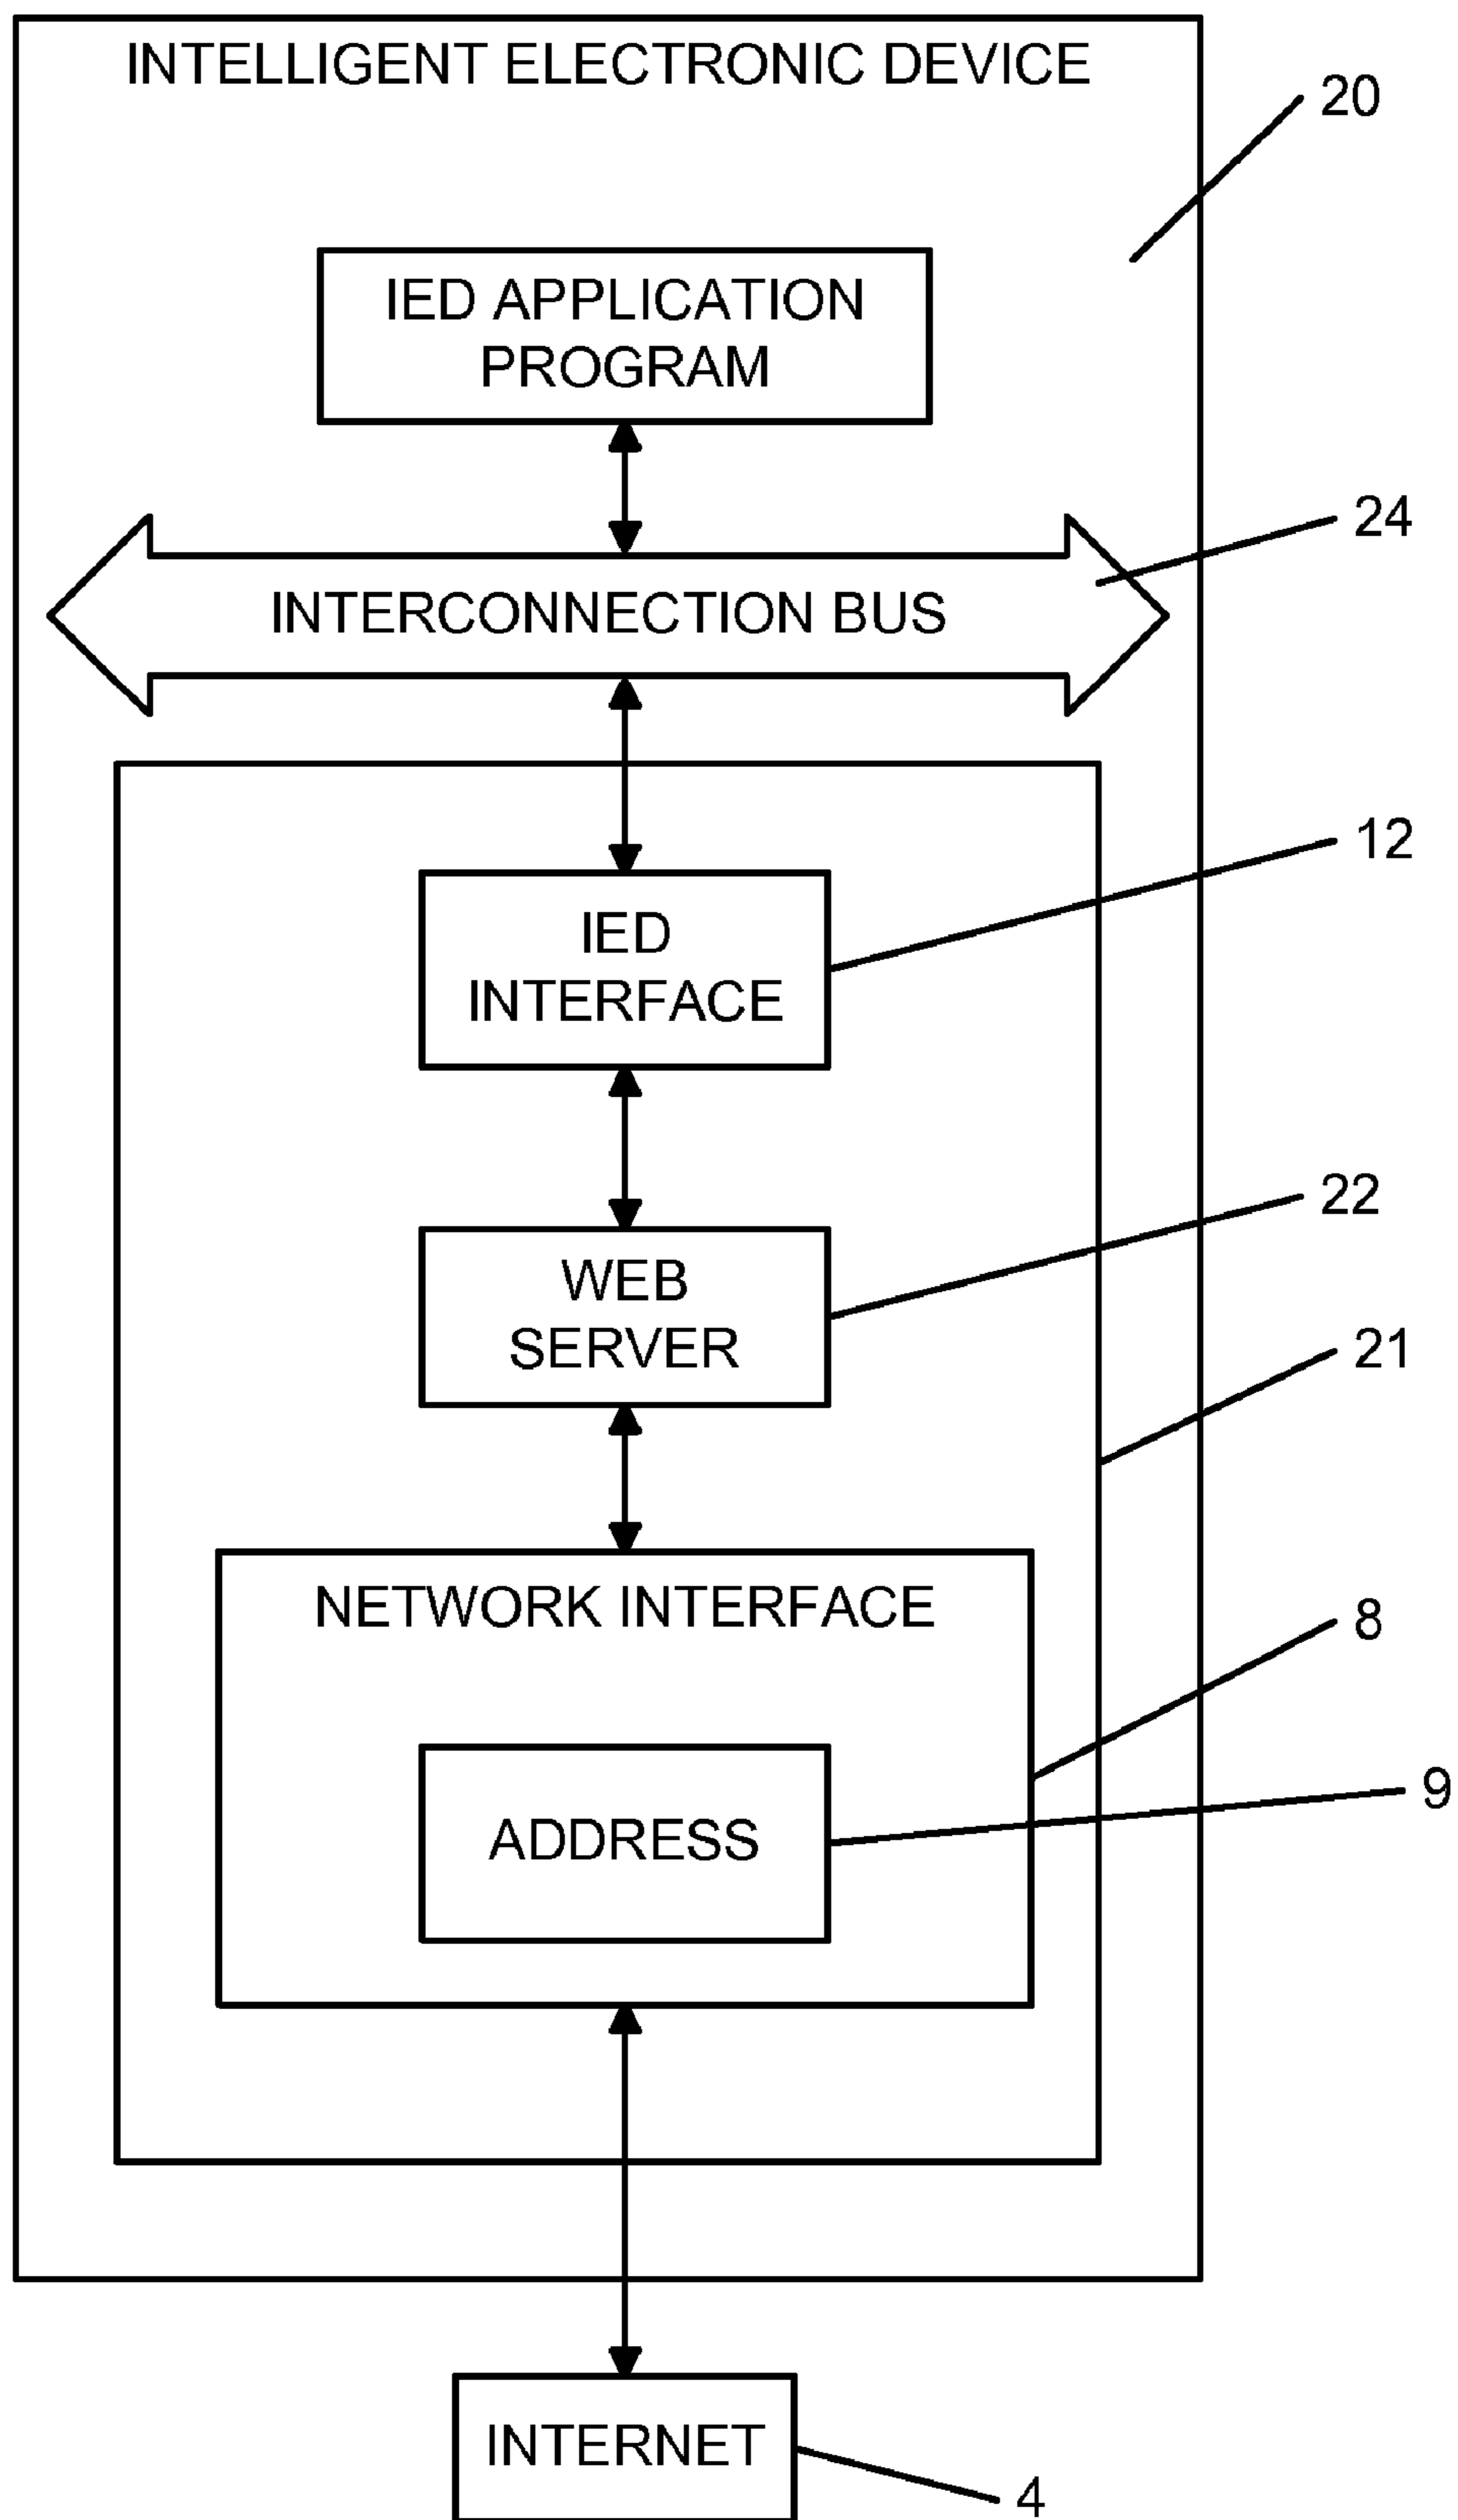 INTELLIGENT ELECTRONIC DEVICE
20
IED APPLICATION
PROGRAM
24
INTERCONNECTION BUS
12
IED
INTERFACE
22
WEB
SERVER
21
NETWORK INTERFACE
8
9
ADDRESS
INTERNET
4